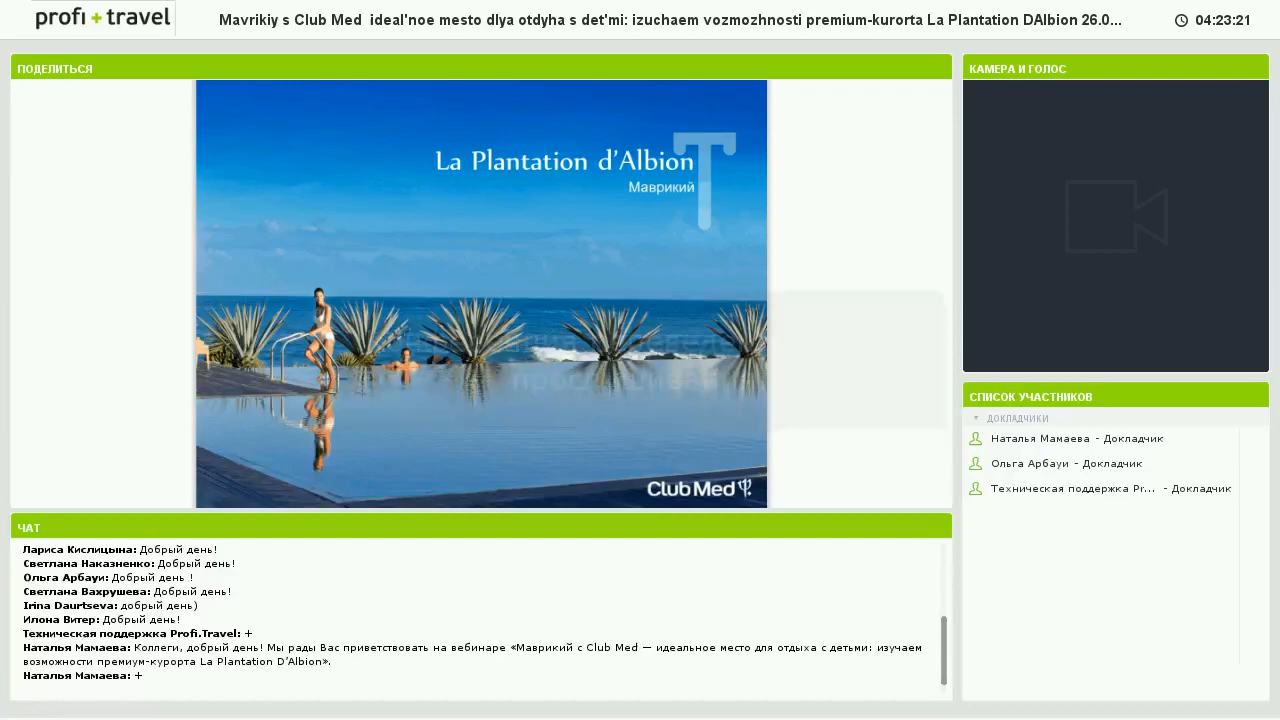 profi + travel
Mavrikiy s Club Med ideal'noe mesto dlya otdyha s det'mi: izuchaem vozmozhnosti premium-kurorta La Plantation DAlbion 26.0...
04:23:21
ПОДЕЛИТЬСЯ
La Plantation d'Albion
Маврикий
Club Med
КАМЕРА И ГОЛОС
СПИСОК УЧАСТНИКОВ
ДОКЛАДЧИКИ
Наталья Мамаева - Докладчик
Ольга Арбауи - Докладчик
Техническая поддержка Pr... - Докладчик
ЧАТ
Лариса Кислицына: Добрый день!
Светлана Наказненко: Добрый день!
Ольга Арбауи: Добрый день !
Светлана Вахрушева: Добрый день!
Irina Daurtseva: добрый день)
Илона Витер: Добрый день!
Техническая поддержка Profi.Travel: +
Наталья Мамаева: Коллеги, добрый день! Мы рады Вас приветствовать на вебинаре «Маврикий с Club Med — идеальное место для отдыха с детьми: изучаем
возможности премиум-курорта La Plantation D'Albion».
Наталья Мамаева: +